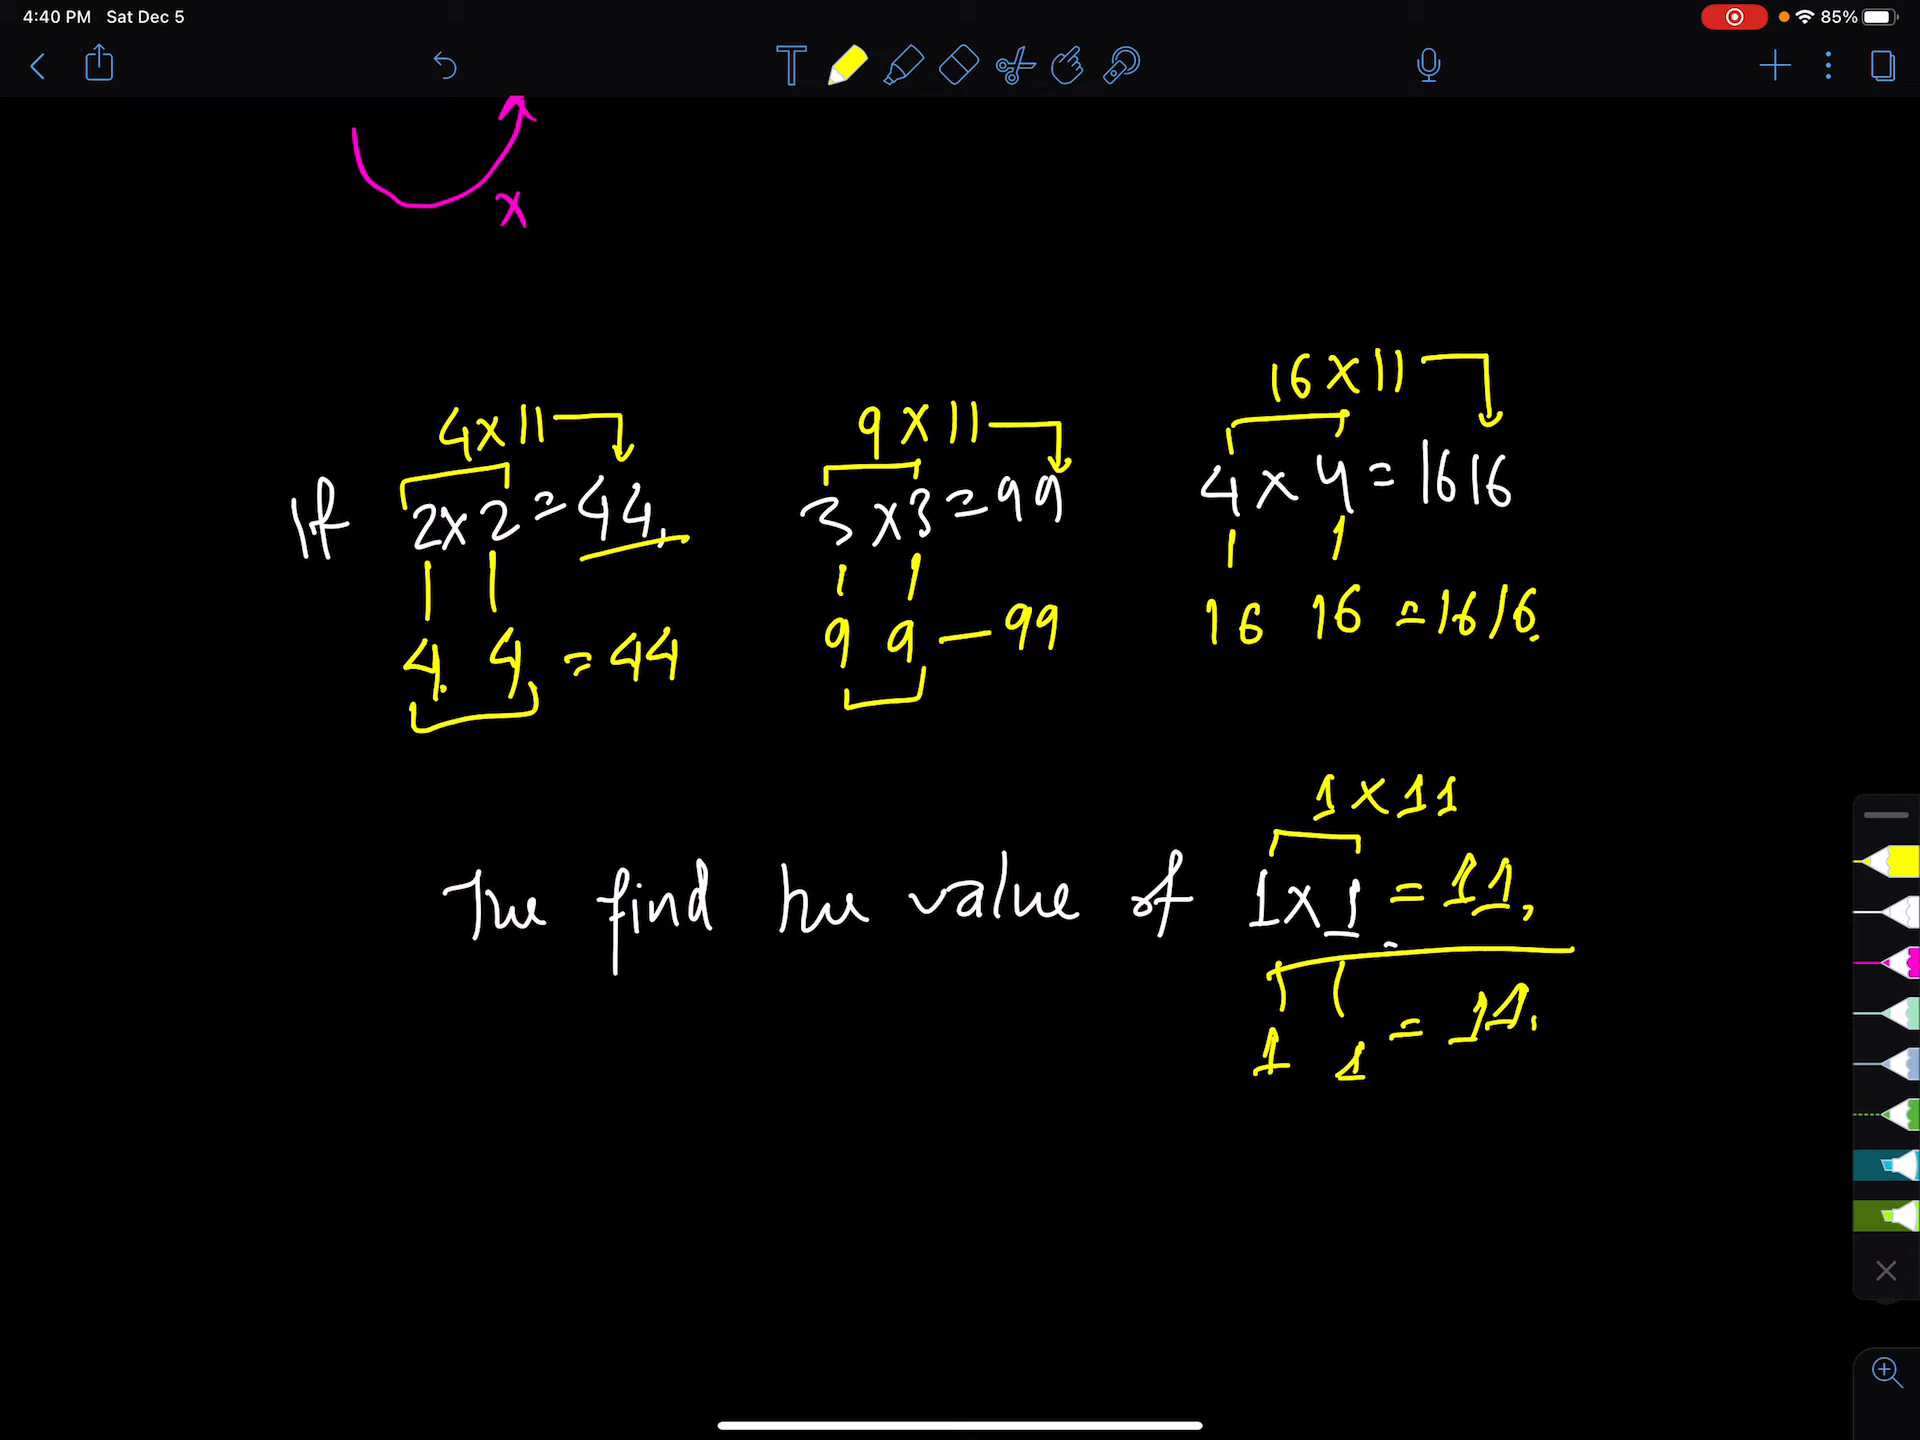 4:40 PM Sat Dec 5
85%
x
4x11 9x11 16x11
If 2x2=44, 3x3=99 4x4=1616
4 4 =44 9 9 — 99 16 16 =1616.
1x11
The find the value of 1x1 = 11,
1 1 = 11.